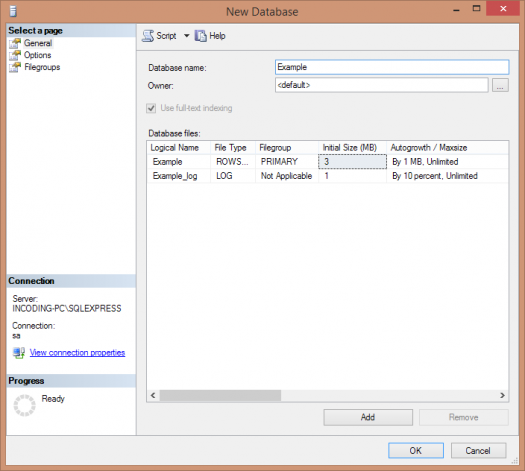 New Database
Select a page
General
Options
Filegroups
Script
Help
Database name:
Example
Owner:
<default>
...
Use full-text indexing
Database files:
Logical Name File Type Filegroup Initial Size (MB) Autogrowth / Maxsize
Example ROWS... PRIMARY 3 By 1 MB, Unlimited
Example_log LOG Not Applicable 1 By 10 percent, Unlimited
Connection
Server:
INCODING-PC\SQLEXPRESS
Connection:
sa
View connection properties
Progress
Ready
Add
Remove
OK
Cancel